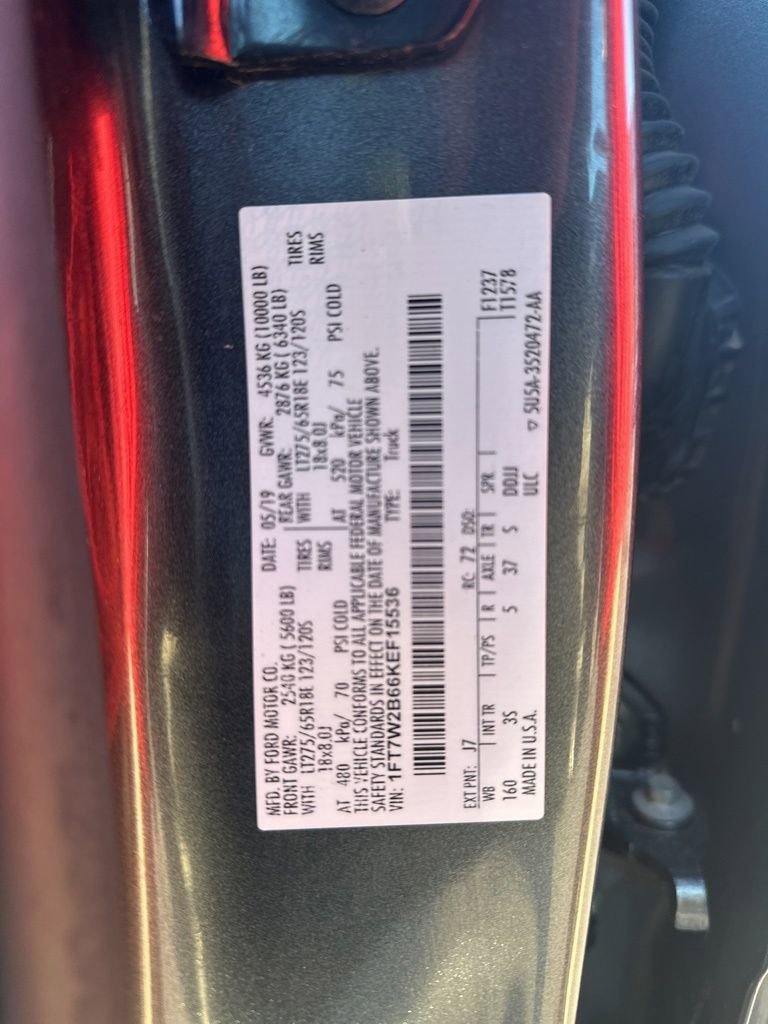 MFD. BY FORD MOTOR CO.
DATE: 05/19 GVWR: 4536 KG (10000 LB)
FRONT GAWR: 2540 KG ( 5600 LB) REAR GAWR: 2876 KG ( 6340 LB)
WITH LT275/65R18E 123/120S TIRES WITH LT275/65R18E 123/120S TIRES
18x8.0J RIMS 18x8.0J RIMS
AT 480 kPa/ 70 PSI COLD AT 520 kPa/ 75 PSI COLD
THIS VEHICLE CONFORMS TO ALL APPLICABLE FEDERAL MOTOR VEHICLE
SAFETY STANDARDS IN EFFECT ON THE DATE OF MANUFACTURE SHOWN ABOVE.
VIN: 1FT7W2B66KEF15536 TYPE: Truck
EXT PNT: J7 RC: 72 DSO:
WB INT TR TP/PS R AXLE TR SPR F1237
160 3S 5 37 S DDJJ T1578
MADE IN U.S.A. ULC 5U5A-3520472-AA